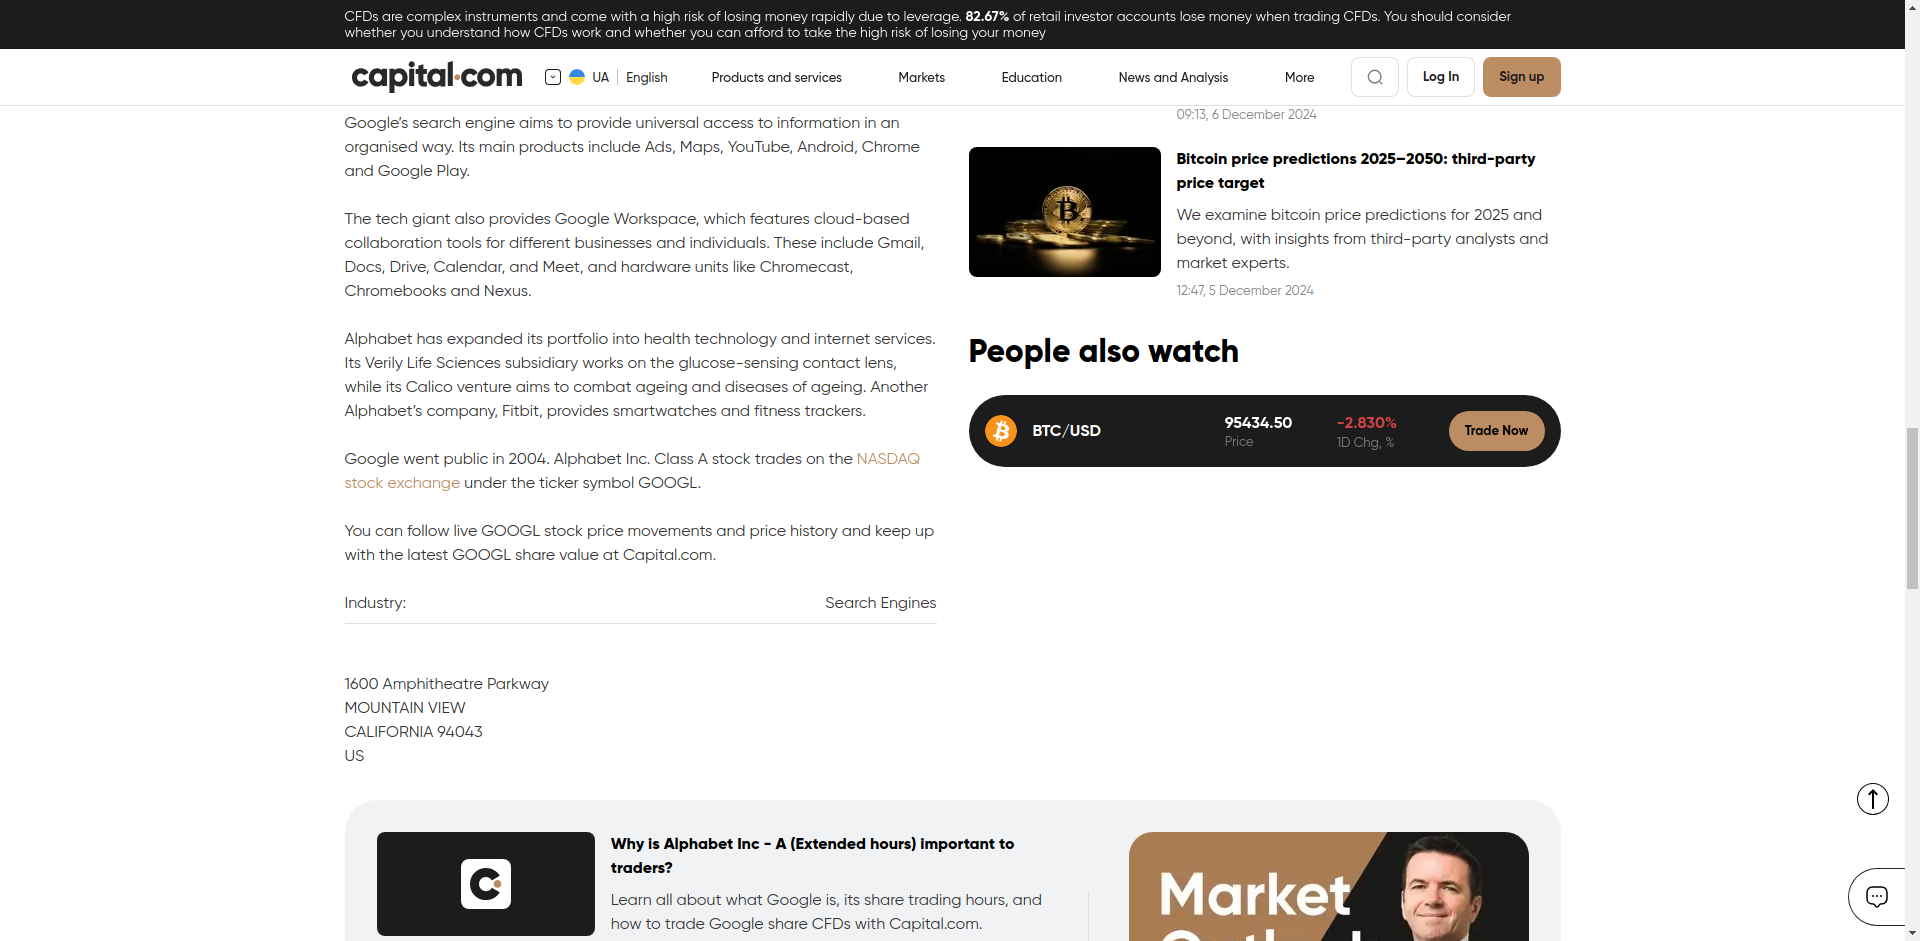 CFDs are complex instruments and come with a high risk of losing money rapidly due to leverage. 82.67% of retail investor accounts lose money when trading CFDs. You should consider
whether you understand how CFDs work and whether you can afford to take the high risk of losing your money
capital.com
UA
English
Products and services
Markets
Education
News and Analysis
More
Log In
Sign up
Google’s search engine aims to provide universal access to information in an
organised way. Its main products include Ads, Maps, YouTube, Android, Chrome
and Google Play.
The tech giant also provides Google Workspace, which features cloud-based
collaboration tools for different businesses and individuals. These include Gmail,
Docs, Drive, Calendar, and Meet, and hardware units like Chromecast,
Chromebooks and Nexus.
Alphabet has expanded its portfolio into health technology and internet services.
Its Verily Life Sciences subsidiary works on the glucose-sensing contact lens,
while its Calico venture aims to combat ageing and diseases of ageing. Another
Alphabet’s company, Fitbit, provides smartwatches and fitness trackers.
Google went public in 2004. Alphabet Inc. Class A stock trades on the NASDAQ
stock exchange under the ticker symbol GOOGL.
You can follow live GOOGL stock price movements and price history and keep up
with the latest GOOGL share value at Capital.com.
Industry:
Search Engines
1600 Amphitheatre Parkway
MOUNTAIN VIEW
CALIFORNIA 94043
US
09:13, 6 December 2024
Bitcoin price predictions 2025–2050: third-party
price target
We examine bitcoin price predictions for 2025 and
beyond, with insights from third-party analysts and
market experts.
12:47, 5 December 2024
People also watch
BTC/USD
95434.50
Price
-2.830%
1D Chg, %
Trade Now
Why is Alphabet Inc - A (Extended hours) important to
traders?
Learn all about what Google is, its share trading hours, and
how to trade Google share CFDs with Capital.com.
Market
Outlook